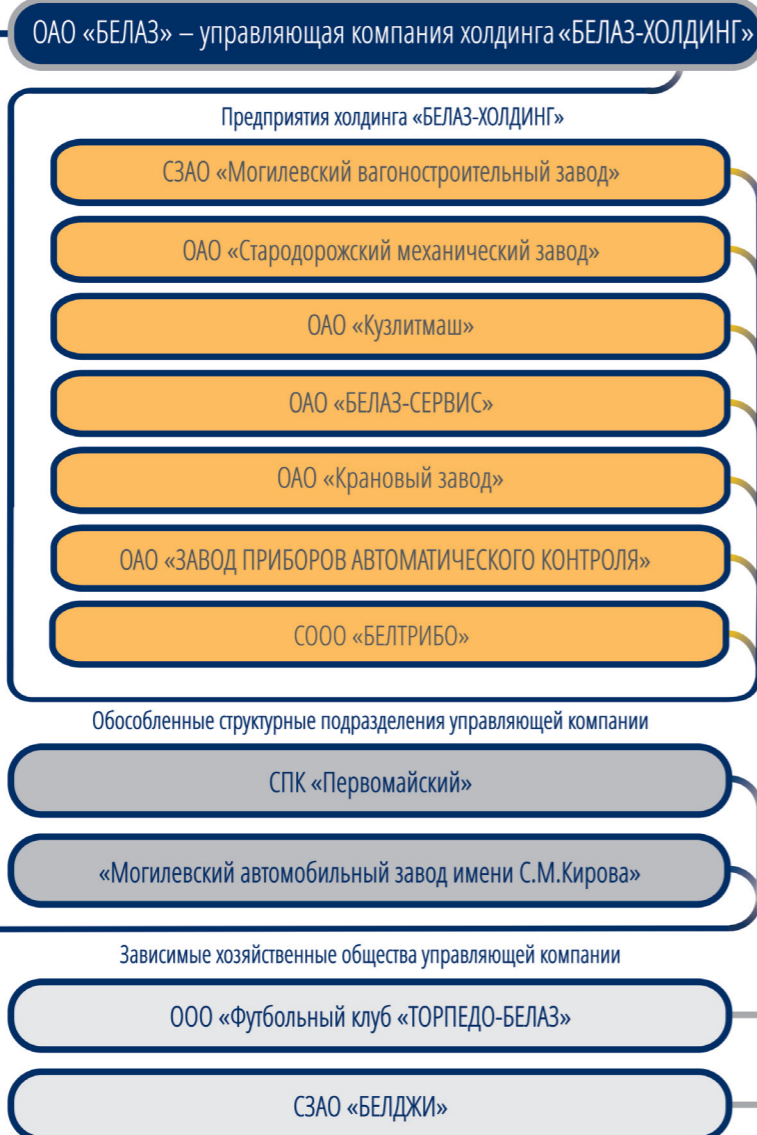 ОАО «БЕЛАЗ» – управляющая компания холдинга «БЕЛАЗ-ХОЛДИНГ»
Предприятия холдинга «БЕЛАЗ-ХОЛДИНГ»
СЗАО «Могилевский вагоностроительный завод»
ОАО «Стародорожский механический завод»
ОАО «Кузлитмаш»
ОАО «БЕЛАЗ-СЕРВИС»
ОАО «Крановый завод»
ОАО «ЗАВОД ПРИБОРОВ АВТОМАТИЧЕСКОГО КОНТРОЛЯ»
СООО «БЕЛТРИБО»
Обособленные структурные подразделения управляющей компании
СПК «Первомайский»
«Могилевский автомобильный завод имени С.М.Кирова»
Зависимые хозяйственные общества управляющей компании
ООО «Футбольный клуб «ТОРПЕДО-БЕЛАЗ»
СЗАО «БЕЛДЖИ»